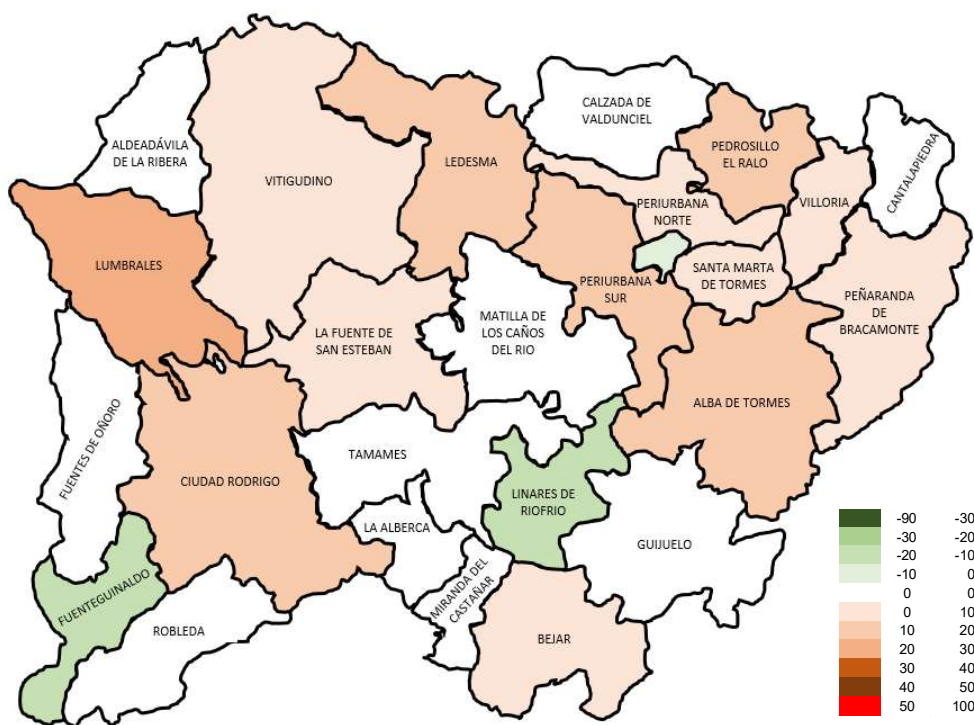 CALZADA DE
VALDUNCIEL
ALDEADÁVILA
DE LA RIBERA
LEDESMA
PEDROSILLO
EL RALO
CANTALAPIEDRA
VITIGUDINO
PERIURBANA
NORTE
VILLORIA
LUMBRALES
SANTA MARTA
DE TORMES
PERIURBANA
SUR
PEÑARANDA
DE
BRACAMONTE
LA FUENTE DE
SAN ESTEBAN
MATILLA DE
LOS CAÑOS
DEL RIO
ALBA DE TORMES
FUENTES DE OÑORO
TAMAMES
CIUDAD RODRIGO
LINARES DE
RIOFRIO
LA ALBERCA
GUIJUELO
FUENTEGUINALDO
MIRANDA DEL
CASTAÑAR
ROBLEDA
BEJAR
-90 -30
-30 -20
-20 -10
-10 0
0 0
0 10
10 20
20 30
30 40
40 50
50 100